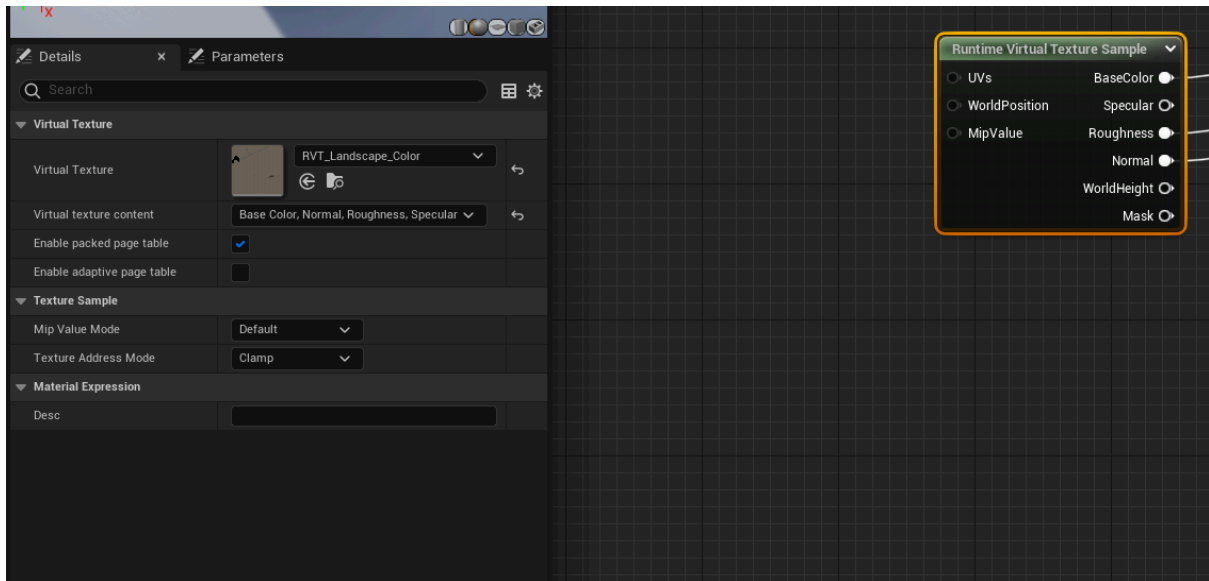 X
Details
Parameters
Search
Virtual Texture
Virtual Texture
RVT_Landscape_Color
Virtual texture content
Base Color, Normal, Roughness, Specular
Enable packed page table
Enable adaptive page table
Texture Sample
Mip Value Mode
Default
Texture Address Mode
Clamp
Material Expression
Desc
Runtime Virtual Texture Sample
UVs
BaseColor
WorldPosition
Specular
MipValue
Roughness
Normal
WorldHeight
Mask